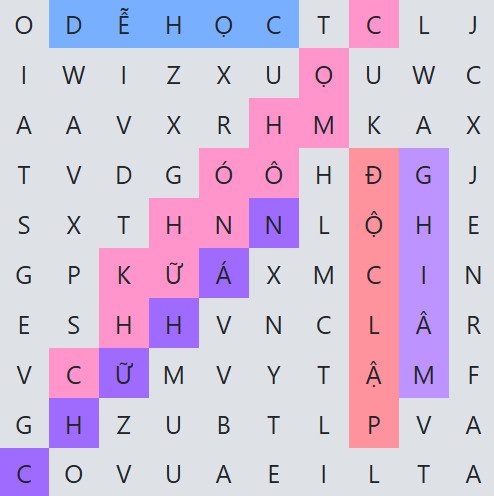 O D Ễ H Ọ C T C L J
I W I Z X U Ọ U W C
A A V X R H M K A X
T V D G Ó Ô H Đ G J
S X T H N N L Ộ H E
G P K Ữ Á X M C I N
E S H H V N C L Â R
V C Ữ M V Y T Ậ M F
G H Z U B T L P V A
C O V U A E I L T A